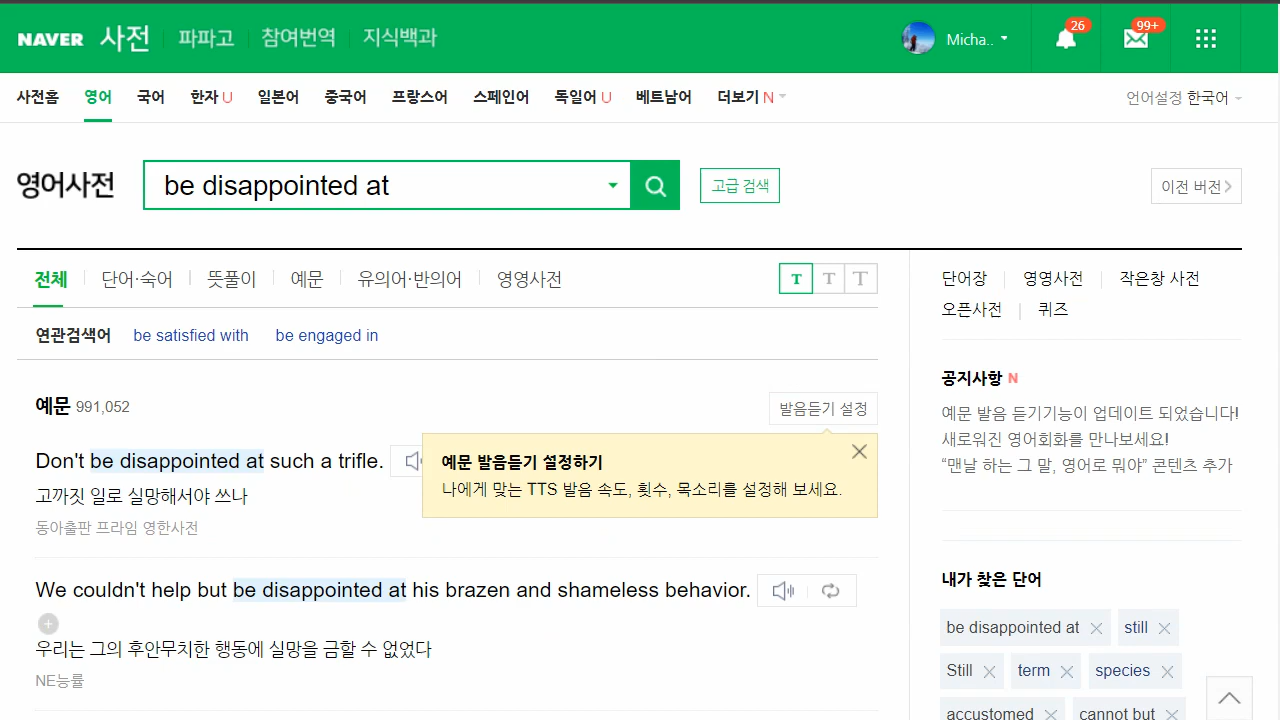 NAVER 사전 파파고 참여번역 지식백과 Micha.. 26 99+
사전홈 영어 국어 한자 U 일본어 중국어 프랑스어 스페인어 독일어 U 베트남어 더보기 N 언어설정 한국어
영어사전 be disappointed at 고급 검색 이전 버전
전체 단어·숙어 뜻풀이 예문 유의어·반의어 영영사전 T T T
연관검색어 be satisfied with be engaged in
예문 991,052 발음듣기 설정
예문 발음듣기 설정하기
나에게 맞는 TTS 발음 속도, 횟수, 목소리를 설정해 보세요.
Don't be disappointed at such a trifle.
고까짓 일로 실망해서야 쓰나
동아출판 프라임 영한사전
We couldn't help but be disappointed at his brazen and shameless behavior.
우리는 그의 후안무치한 행동에 실망을 금할 수 없었다
NE능률
단어장 영영사전 작은창 사전
오픈사전 퀴즈
공지사항 N
예문 발음 듣기기능이 업데이트 되었습니다!
새로워진 영어회화를 만나보세요!
“맨날 하는 그 말, 영어로 뭐야” 콘텐츠 추가
내가 찾은 단어
be disappointed at still
Still term species
accustomed cannot but